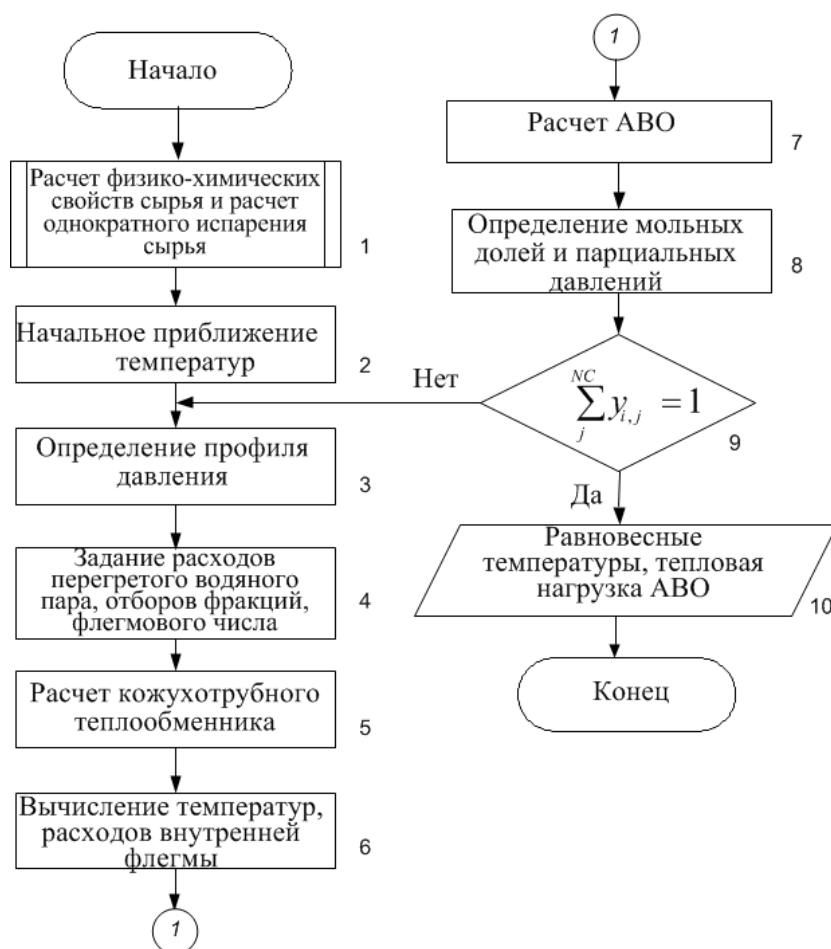 Начало
Расчет физико-химических
свойств сырья и расчет
однократного испарения
сырья
1
Начальное приближение
температур
2
Определение профиля
давления
3
Задание расходов
перегретого водяного
пара, отборов фракций,
флегмового числа
4
Расчет кожухотрубного
теплообменника
5
Вычисление температур,
расходов внутренней
флегмы
6
1
1
Расчет АВО
7
Определение мольных
долей и парциальных
давлений
8
Нет
NC
∑ y i,j = 1
j
9
Да
Равновесные
температуры, тепловая
нагрузка АВО
10
Конец